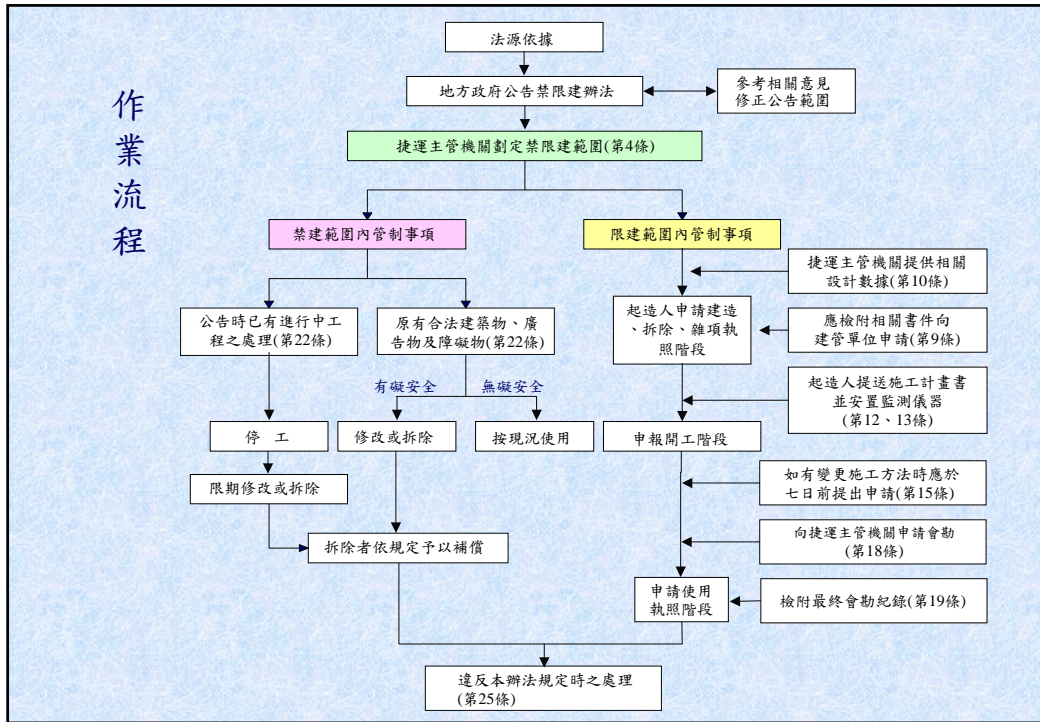 作業流程
法源依據
地方政府公告禁限建辦法
參考相關意見
修正公告範圍
捷運主管機關劃定禁限建範圍(第4條)
禁建範圍內管制事項
限建範圍內管制事項
捷運主管機關提供相關
設計數據(第10條)
公告時已有進行中工
程之處理(第22條)
原有合法建築物、廣
告物及障礙物(第22條)
起造人申請建造
、拆除、雜項執
照階段
應檢附相關書件向
建管單位申請(第9條)
有礙安全
無礙安全
起造人提送施工計畫書
並安置監測儀器
(第12、13條)
停 工
修改或拆除
按現況使用
申報開工階段
限期修改或拆除
如有變更施工方法時應於
七日前提出申請(第15條)
拆除者依規定予以補償
向捷運主管機關申請會勘
(第18條)
申請使用
執照階段
檢附最終會勘紀錄(第19條)
違反本辦法規定時之處理
(第25條)